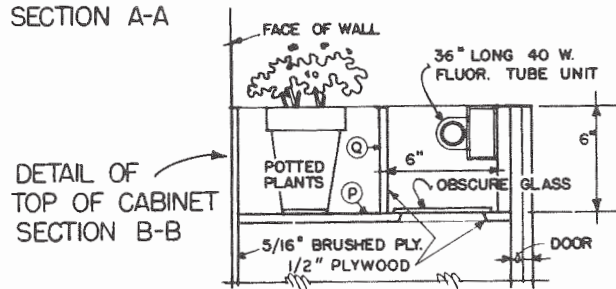 SECTION A-A
FACE OF WALL
36" LONG 40 W.
FLUOR. TUBE UNIT
Q
6"
6"
POTTED
PLANTS
P
OBSCURE GLASS
DETAIL OF
TOP OF CABINET
SECTION B-B
5/16" BRUSHED PLY.
1/2" PLYWOOD
DOOR